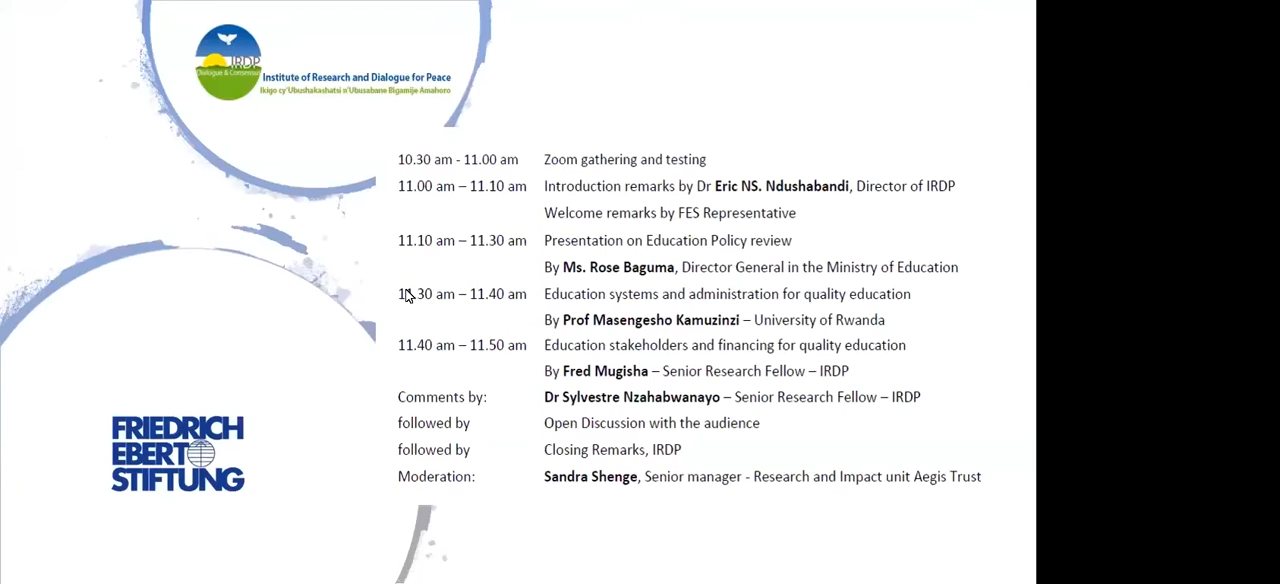 IRDP
Dialogue & Consensus
Institute of Research and Dialogue for Peace
Ikigo cy'Ubushakashatsi n'Ubusabane Bigamije Amahoro
10.30 am - 11.00 am Zoom gathering and testing
11.00 am – 11.10 am Introduction remarks by Dr Eric NS. Ndushabandi, Director of IRDP
Welcome remarks by FES Representative
11.10 am – 11.30 am Presentation on Education Policy review
By Ms. Rose Baguma, Director General in the Ministry of Education
11.30 am – 11.40 am Education systems and administration for quality education
By Prof Masengesho Kamuzinzi – University of Rwanda
11.40 am – 11.50 am Education stakeholders and financing for quality education
By Fred Mugisha – Senior Research Fellow – IRDP
Comments by: Dr Sylvestre Nzahabwanayo – Senior Research Fellow – IRDP
followed by Open Discussion with the audience
followed by Closing Remarks, IRDP
Moderation: Sandra Shenge, Senior manager - Research and Impact unit Aegis Trust
FRIEDRICH
EBERT
STIFTUNG